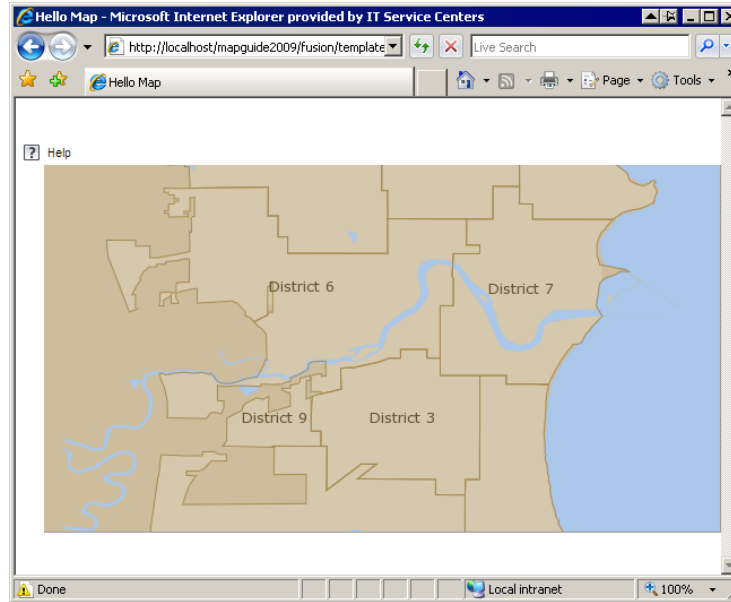 Hello Map - Microsoft Internet Explorer provided by IT Service Centers
http://localhost/mapguide2009/fusion/template
Live Search
Hello Map
Page
Tools
? Help
District 6
District 7
District 9
District 3
Done
Local intranet
100%